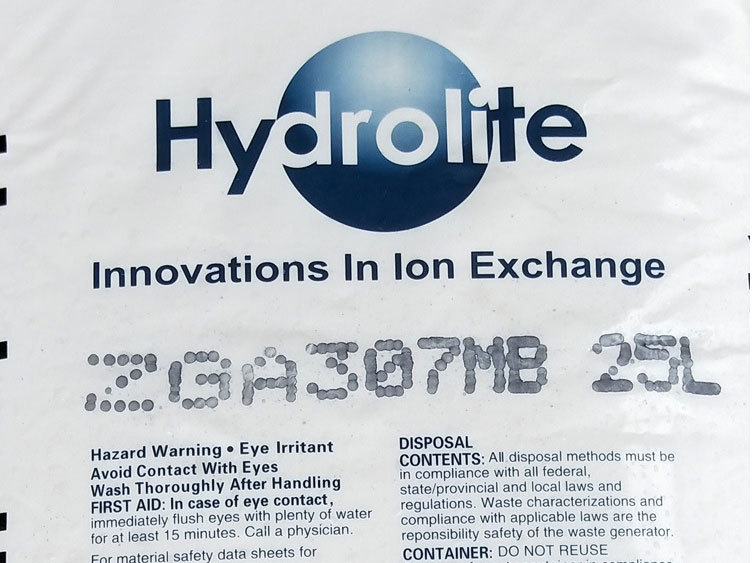 Hydrolite
Innovations In Ion Exchange
ZGA307MB 25L
Hazard Warning • Eye Irritant
Avoid Contact With Eyes
Wash Thoroughly After Handling
FIRST AID: In case of eye contact,
immediately flush eyes with plenty of water
for at least 15 minutes. Call a physician.
For material safety data sheets for
DISPOSAL
CONTENTS: All disposal methods must be
in compliance with all federal,
state/provincial and local laws and
regulations. Waste characterizations and
compliance with applicable laws are the
reponsibility safety of the waste generator.
CONTAINER: DO NOT REUSE